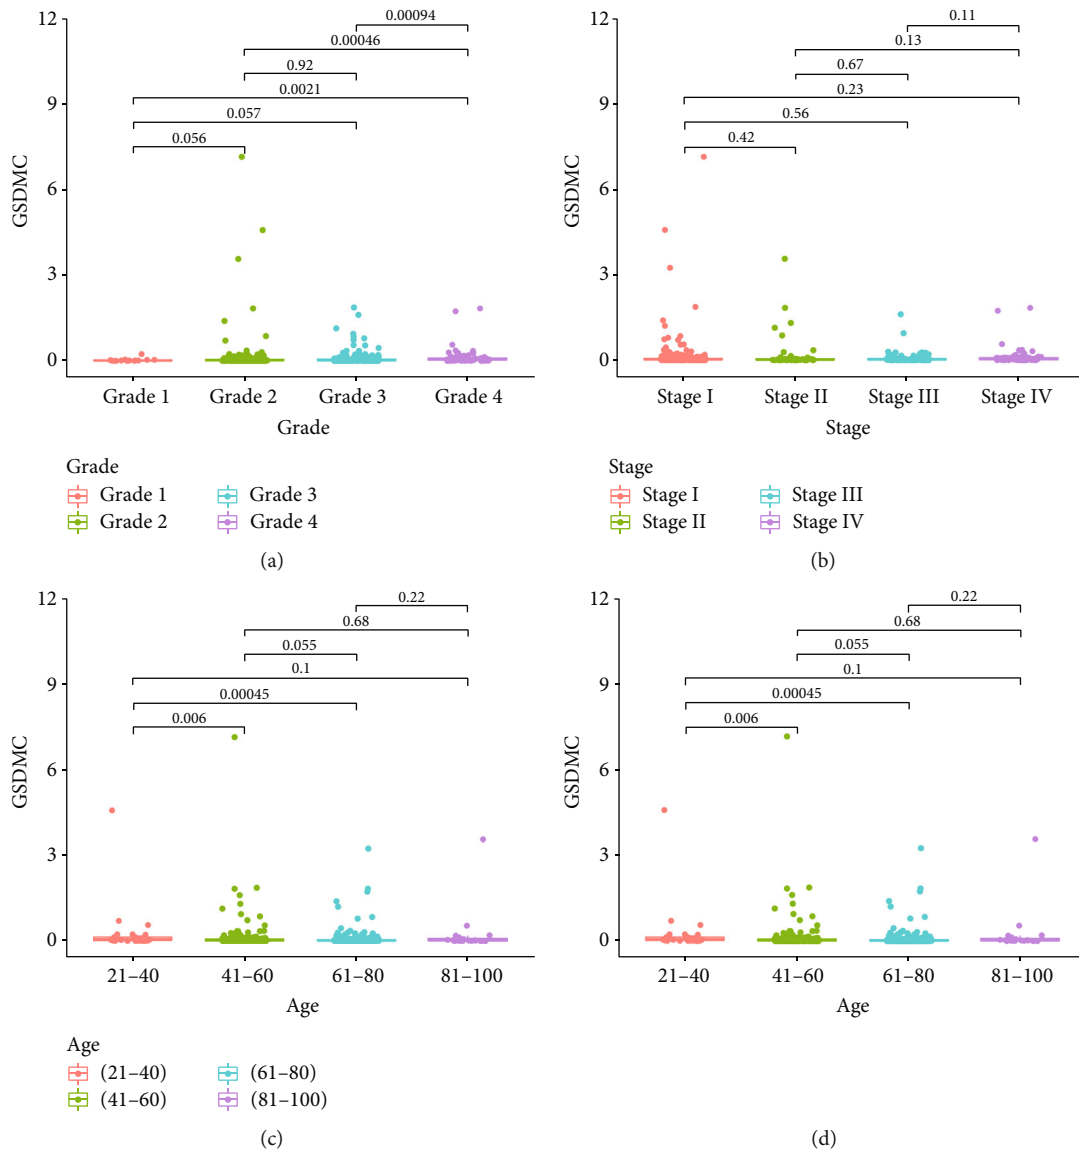 12
9
6
3
0
GSDMC
0.00094
0.00046
0.92
0.0021
0.057
0.056
Grade 1 Grade 2 Grade 3 Grade 4
Grade
Grade
Grade 1 Grade 3
Grade 2 Grade 4
(a)
12
9
6
3
0
GSDMC
0.11
0.13
0.67
0.23
0.56
0.42
Stage I Stage II Stage III Stage IV
Stage
Stage
Stage I Stage III
Stage II Stage IV
(b)
12
9
6
3
0
GSDMC
0.22
0.68
0.055
0.1
0.00045
0.006
21–40 41–60 61–80 81–100
Age
Age
(21–40) (61–80)
(41–60) (81–100)
(c)
12
9
6
3
0
GSDMC
0.22
0.68
0.055
0.1
0.00045
0.006
21–40 41–60 61–80 81–100
Age
(d)